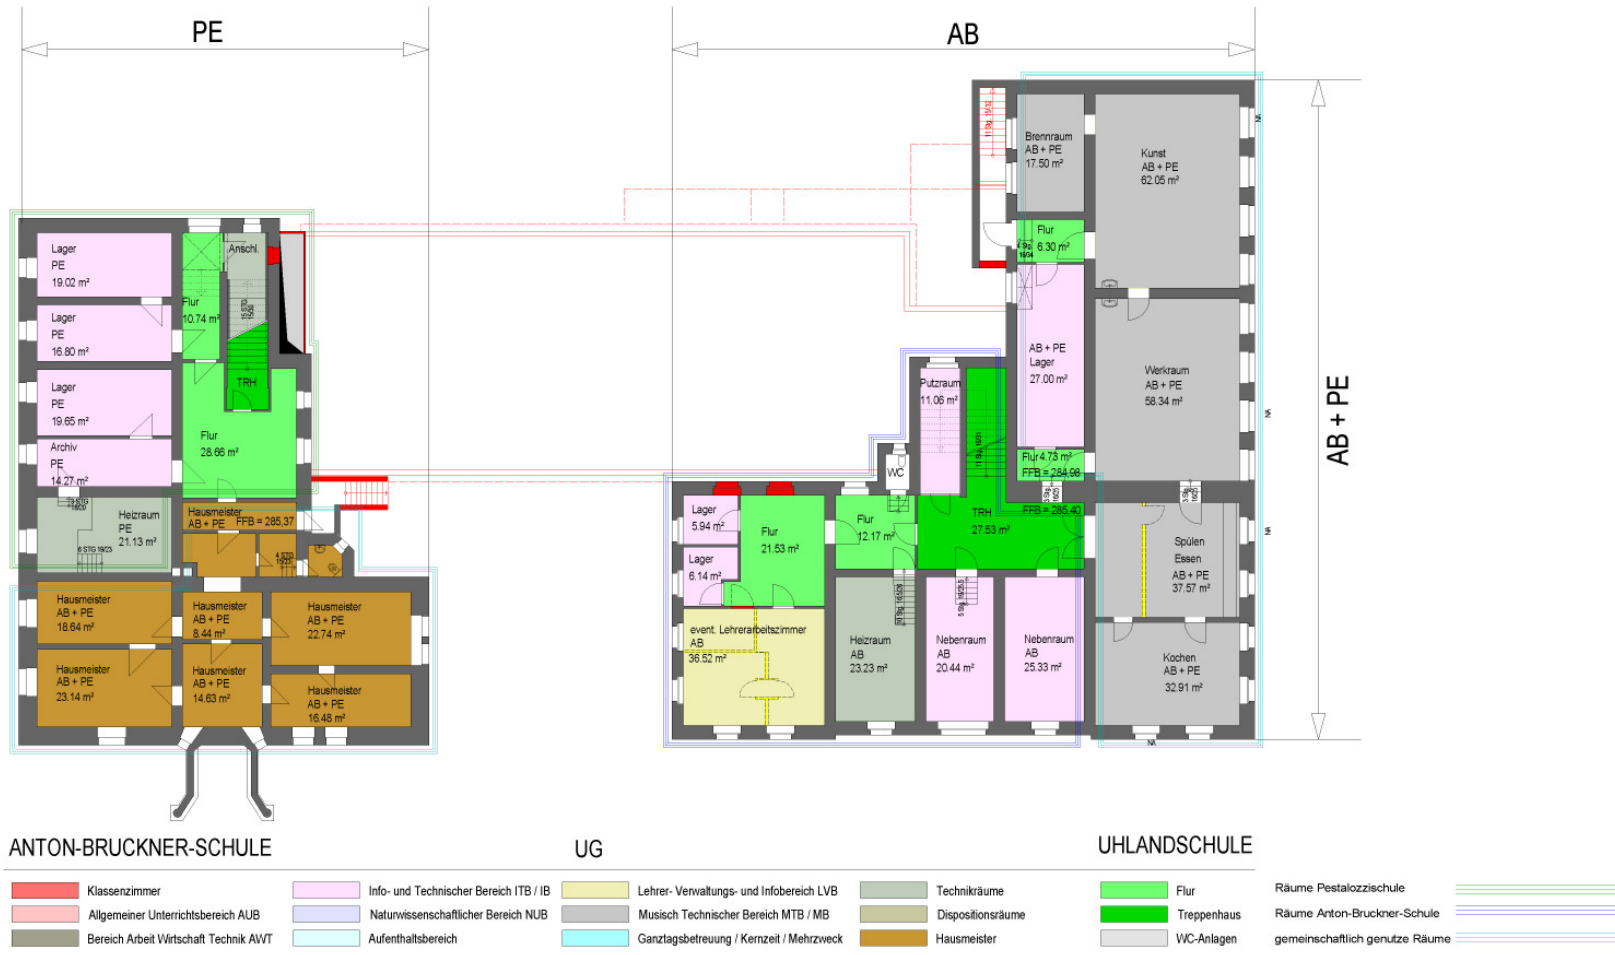 PE
AB
AB + PE
Lager
PE
19.02 m²
Lager
PE
16.80 m²
Lager
PE
19.65 m²
Archiv
PE
14.27 m²
Heizraum
PE
21.13 m²
Anschl.
Flur
10.74 m²
TRH
Flur
28.66 m²
Hausmeister
AB + PE
FFB = 285,37
Hausmeister
AB + PE
18.64 m²
Hausmeister
AB + PE
8.44 m²
Hausmeister
AB + PE
22.74 m²
Hausmeister
AB + PE
23.14 m²
Hausmeister
AB + PE
14.63 m²
Hausmeister
AB + PE
16.48 m²
Brennraum
AB + PE
17.50 m²
Kunst
AB + PE
62.05 m²
Flur
6.30 m²
AB + PE
Lager
27.00 m²
Werkraum
AB + PE
58.34 m²
Putzraum
11.06 m²
WC
Flur 4.73 m²
FFB = 284,98
FFB = 285,40
TRH
27.53 m²
Lager
5.94 m²
Lager
6.14 m²
Flur
21.53 m²
Flur
12.17 m²
Spülen
Essen
AB + PE
37.57 m²
event. Lehrerarbeitszimmer
AB
36.52 m²
Heizraum
AB
23.23 m²
Nebenraum
AB
20.44 m²
Nebenraum
AB
25.33 m²
Kochen
AB + PE
32.91 m²
NA
NA
NA
NA
ANTON-BRUCKNER-SCHULE
UG
UHLANDSCHULE
Klassenzimmer
Allgemeiner Unterrichtsbereich AUB
Bereich Arbeit Wirtschaft Technik AWT
Info- und Technischer Bereich ITB / IB
Naturwissenschaftlicher Bereich NUB
Aufenthaltsbereich
Lehrer- Verwaltungs- und Infobereich LVB
Musisch Technischer Bereich MTB / MB
Ganztagsbetreuung / Kernzeit / Mehrzweck
Technikräume
Dispositionsräume
Hausmeister
Flur
Treppenhaus
WC-Anlagen
Räume Pestalozzischule
Räume Anton-Bruckner-Schule
gemeinschaftlich genutze Räume